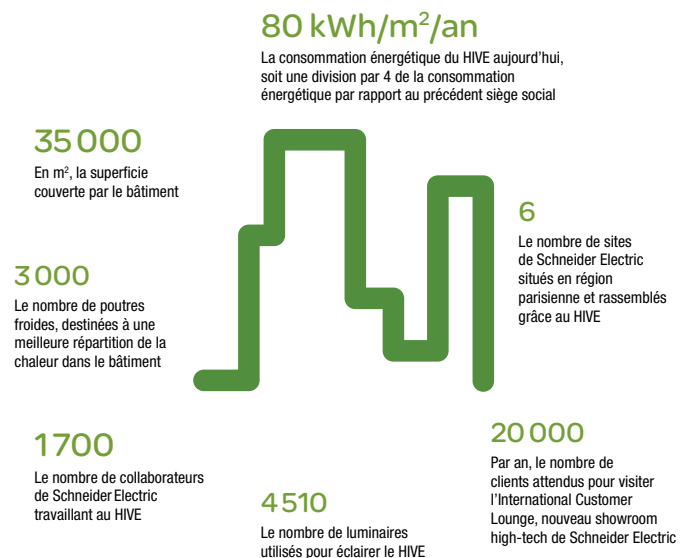 80 kWh/m²/an
La consommation énergétique du HIVE aujourd'hui,
soit une division par 4 de la consommation
énergétique par rapport au précédent siège social
35 000
En m², la superficie
couverte par le bâtiment
6
Le nombre de sites
de Schneider Electric
situés en région
parisienne et rassemblés
grâce au HIVE
3 000
Le nombre de poutres
froides, destinées à une
meilleure répartition de la
chaleur dans le bâtiment
1 700
Le nombre de collaborateurs
de Schneider Electric
travaillant au HIVE
4 510
Le nombre de luminaires
utilisés pour éclairer le HIVE
20 000
Par an, le nombre de
clients attendus pour visiter
l'International Customer
Lounge, nouveau showroom
high-tech de Schneider Electric